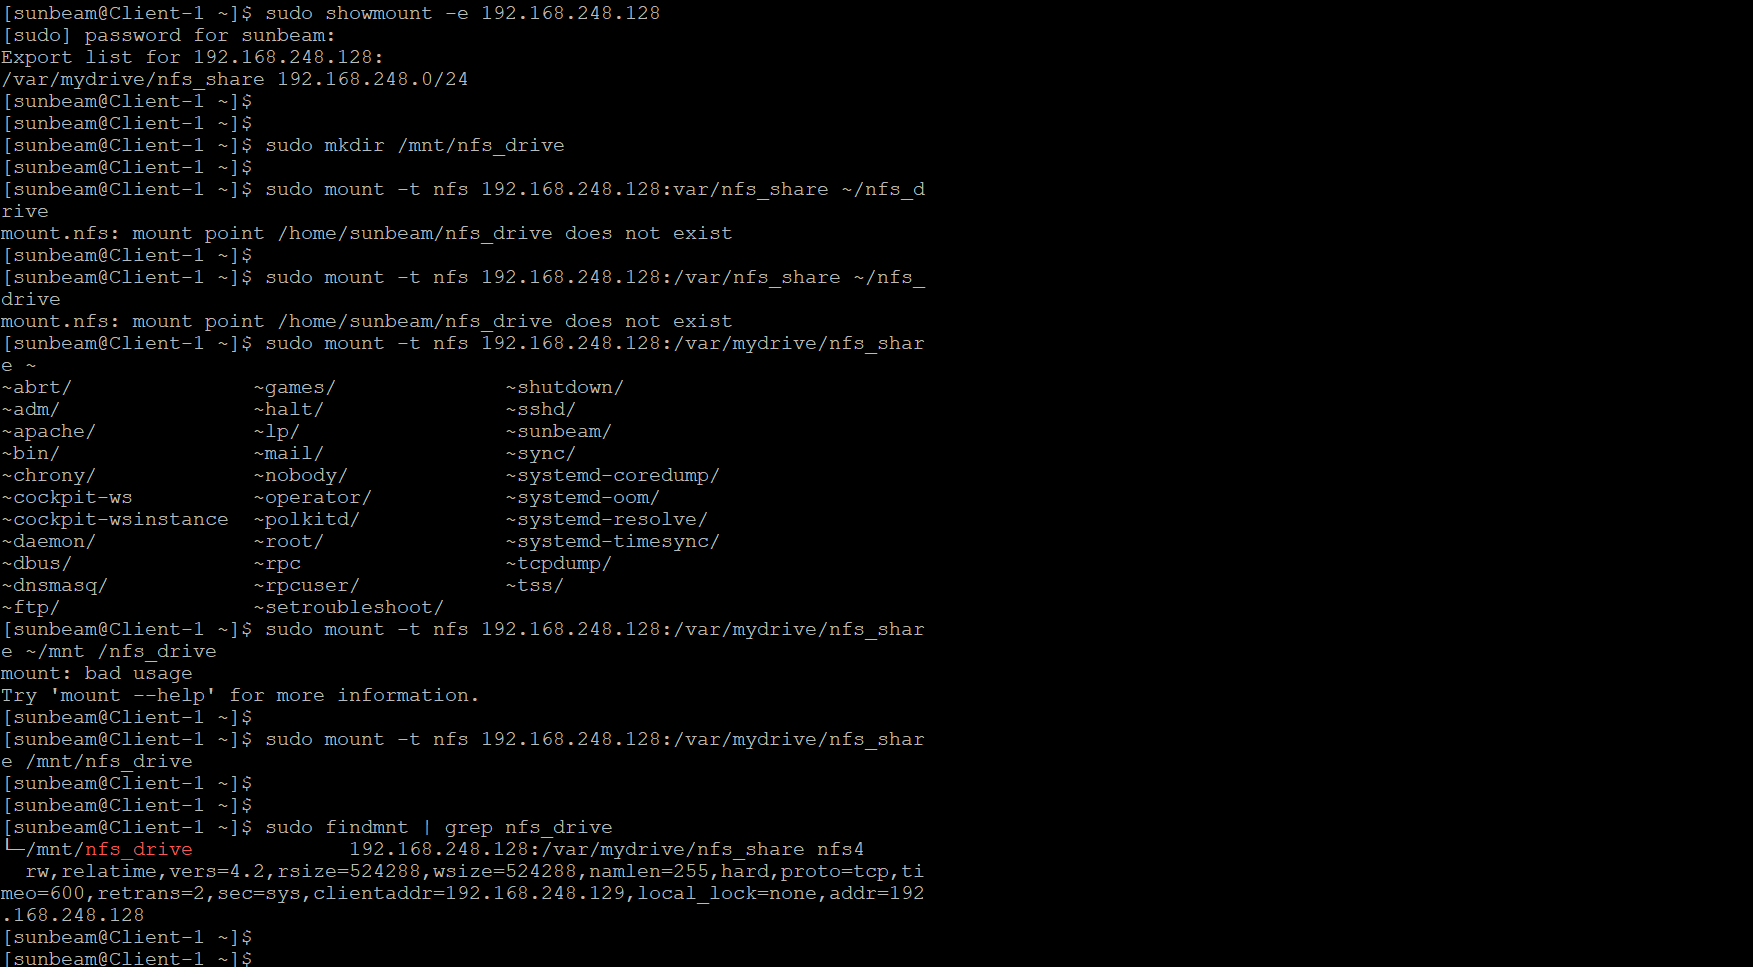 [sunbeam@Client-1 ~]$ sudo showmount -e 192.168.248.128
[sudo] password for sunbeam:
Export list for 192.168.248.128:
/var/mydrive/nfs_share 192.168.248.0/24
[sunbeam@Client-1 ~]$
[sunbeam@Client-1 ~]$
[sunbeam@Client-1 ~]$ sudo mkdir /mnt/nfs_drive
[sunbeam@Client-1 ~]$
[sunbeam@Client-1 ~]$ sudo mount -t nfs 192.168.248.128:var/nfs_share ~/nfs_d
rive
mount.nfs: mount point /home/sunbeam/nfs_drive does not exist
[sunbeam@Client-1 ~]$
[sunbeam@Client-1 ~]$ sudo mount -t nfs 192.168.248.128:/var/nfs_share ~/nfs_
drive
mount.nfs: mount point /home/sunbeam/nfs_drive does not exist
[sunbeam@Client-1 ~]$ sudo mount -t nfs 192.168.248.128:/var/mydrive/nfs_shar
e ~
~abrt/               ~games/              ~shutdown/
~adm/                ~halt/               ~sshd/
~apache/             ~lp/                 ~sunbeam/
~bin/                ~mail/               ~sync/
~chrony/             ~nobody/             ~systemd-coredump/
~cockpit-ws          ~operator/           ~systemd-oom/
~cockpit-wsinstance  ~polkitd/            ~systemd-resolve/
~daemon/             ~root/               ~systemd-timesync/
~dbus/               ~rpc                 ~tcpdump/
~dnsmasq/            ~rpcuser/            ~tss/
~ftp/                ~setroubleshoot/
[sunbeam@Client-1 ~]$ sudo mount -t nfs 192.168.248.128:/var/mydrive/nfs_shar
e ~/mnt /nfs_drive
mount: bad usage
Try 'mount --help' for more information.
[sunbeam@Client-1 ~]$
[sunbeam@Client-1 ~]$ sudo mount -t nfs 192.168.248.128:/var/mydrive/nfs_shar
e /mnt/nfs_drive
[sunbeam@Client-1 ~]$
[sunbeam@Client-1 ~]$
[sunbeam@Client-1 ~]$ sudo findmnt | grep nfs_drive
└─/mnt/nfs_drive             192.168.248.128:/var/mydrive/nfs_share nfs4
  rw,relatime,vers=4.2,rsize=524288,wsize=524288,namlen=255,hard,proto=tcp,ti
meo=600,retrans=2,sec=sys,clientaddr=192.168.248.129,local_lock=none,addr=192
.168.248.128
[sunbeam@Client-1 ~]$
[sunbeam@Client-1 ~]$